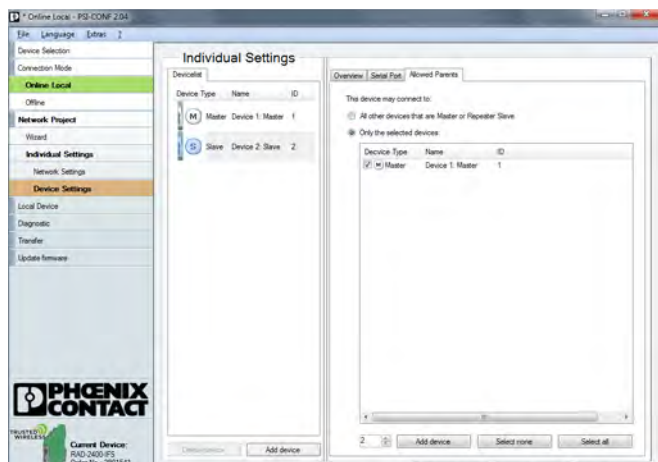 * Online Local - PSI-CONF 2.04
File Language Extras ?
Device Selection
Connection Mode
Online Local
Offline
Network Project
Wizard
Individual Settings
Network Settings
Device Settings
Local Device
Diagnostic
Transfer
Update firmware
PHŒNIX
CONTACT
TRUSTED
WIRELESS
Current Device:
RAD-2400-IFS
Individual Settings
Devicelist
Device Type Name ID
M Master Device 1: Master 1
S Slave Device 2: Slave 2
Add device
Overview Serial Port Allowed Parents
This device may connect to:
All other devices that are Master or Repeater Slave
Only the selected devices:
Decvice Type Name ID
M Master Device 1: Master 1
2 Add device Select none Select all